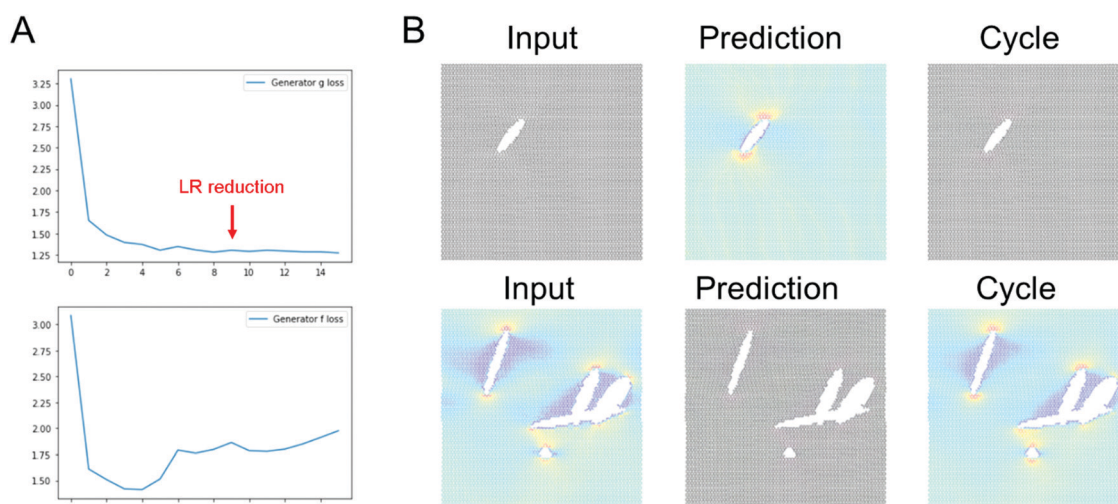 A
Generator g loss
3.25
3.00
2.75
2.50
2.25
2.00
1.75
1.50
1.25
LR reduction
0 2 4 6 8 10 12 14
Generator f loss
3.00
2.75
2.50
2.25
2.00
1.75
1.50
B
Input Prediction Cycle
Input Prediction Cycle